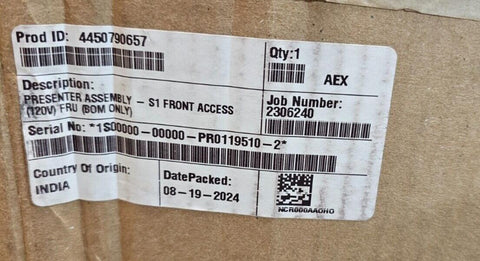 Prod ID: 4450790657
Qty:1
AEX
Description:
PRESENTER ASSEMBLY - S1 FRONT ACCESS
(120V) FRU (BOM ONLY)
Job Number:
2306240
Serial No: *1S00000-00000-PR0119510-2*
Country Of Origin:
INDIA
DatePacked:
08-19-2024
NCR000AAOHO